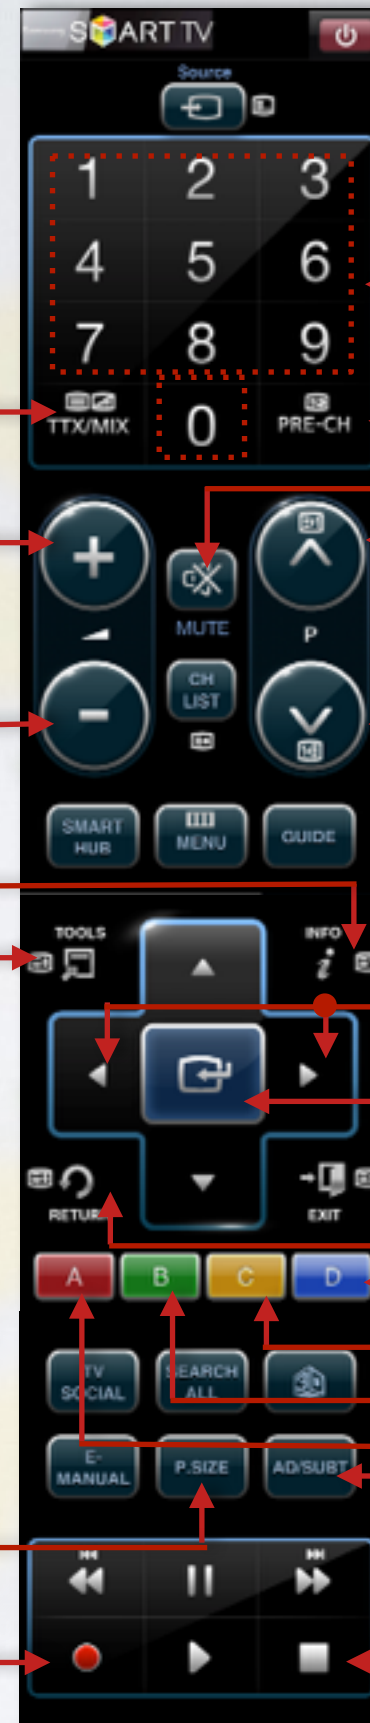 SMART TV
Source
1 2 3
4 5 6
7 8 9
TTX/MIX 0 PRE-CH
MUTE
P
CH
LIST
SMART
HUB
MENU
GUIDE
TOOLS
INFO
i
RETURN
EXIT
A B C D
TV
SOCIAL
SEARCH
ALL
3D
E-
MANUAL
P.SIZE
AD/SUBT